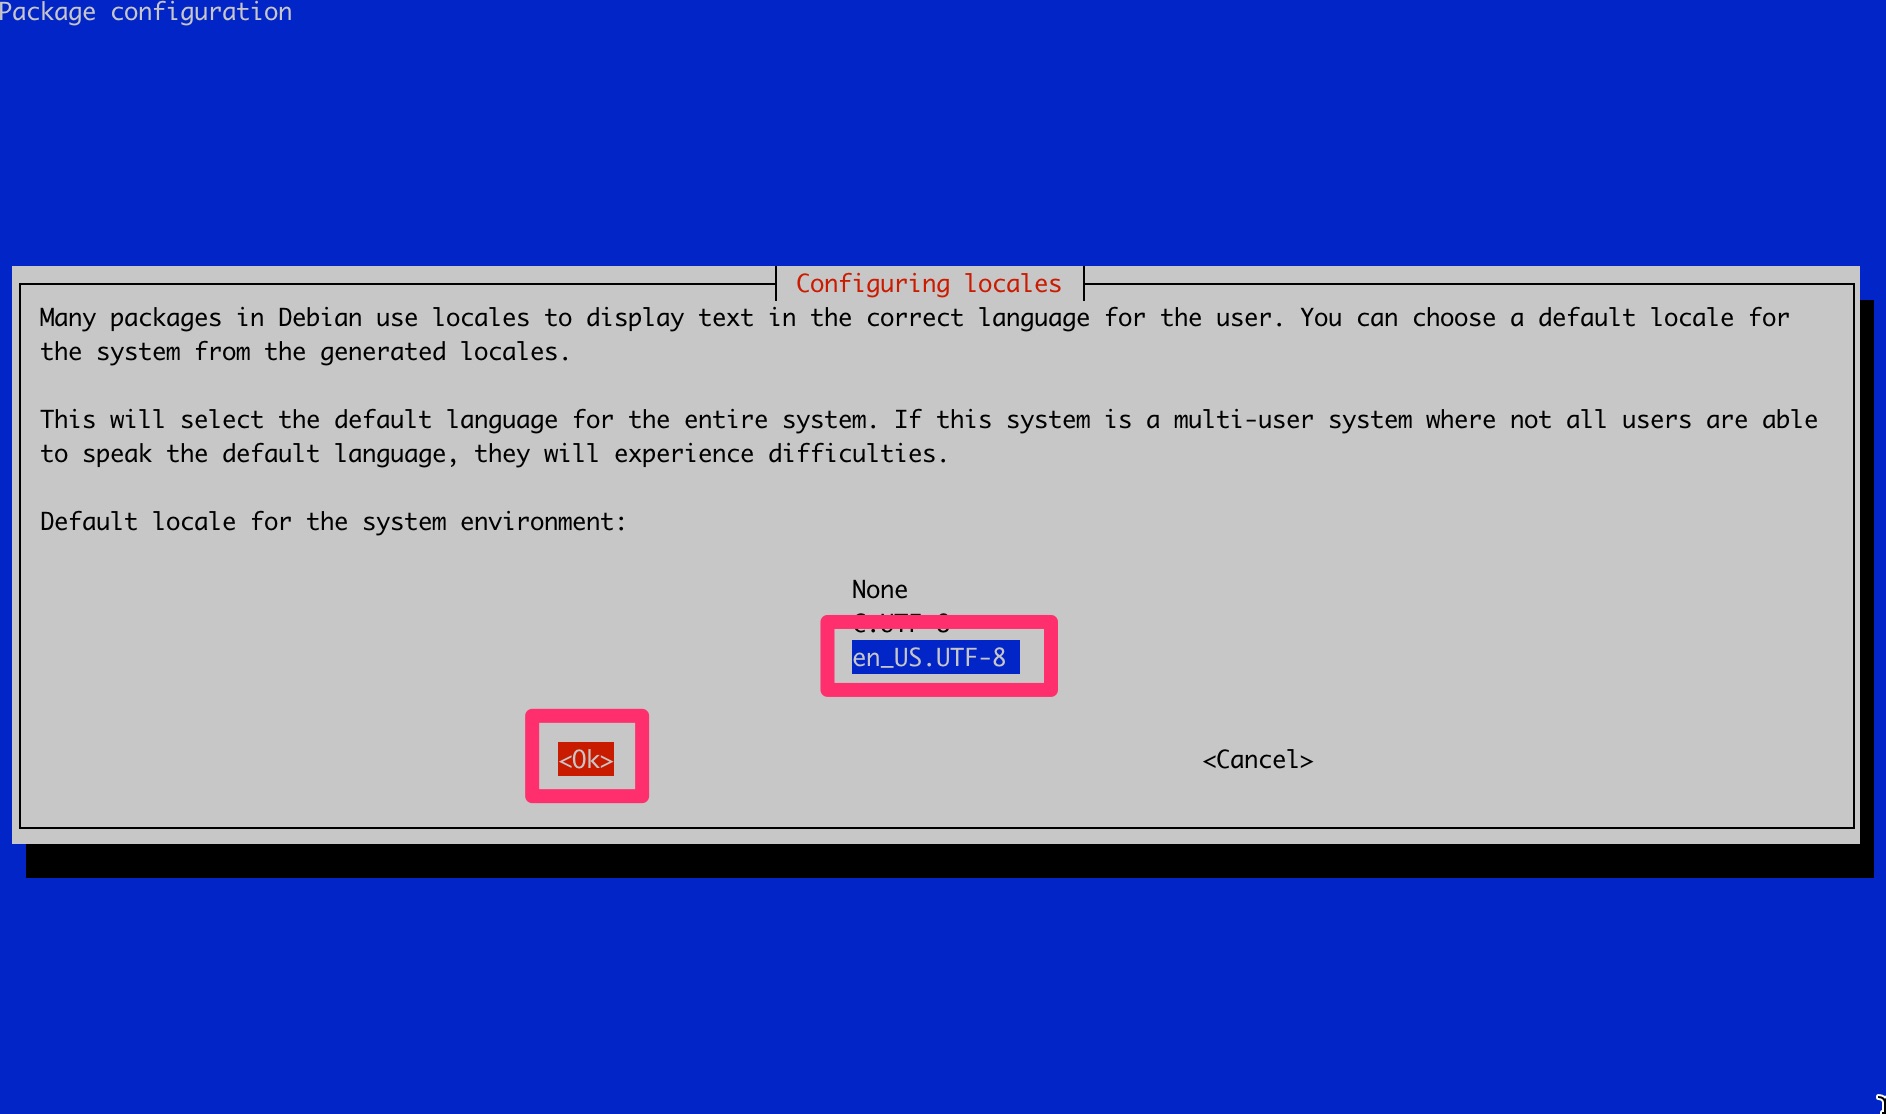 Package configuration
Configuring locales
Many packages in Debian use locales to display text in the correct language for the user. You can choose a default locale for
the system from the generated locales.
This will select the default language for the entire system. If this system is a multi-user system where not all users are able
to speak the default language, they will experience difficulties.
Default locale for the system environment:
None
C.UTF-8
en_US.UTF-8
<Ok>
<Cancel>